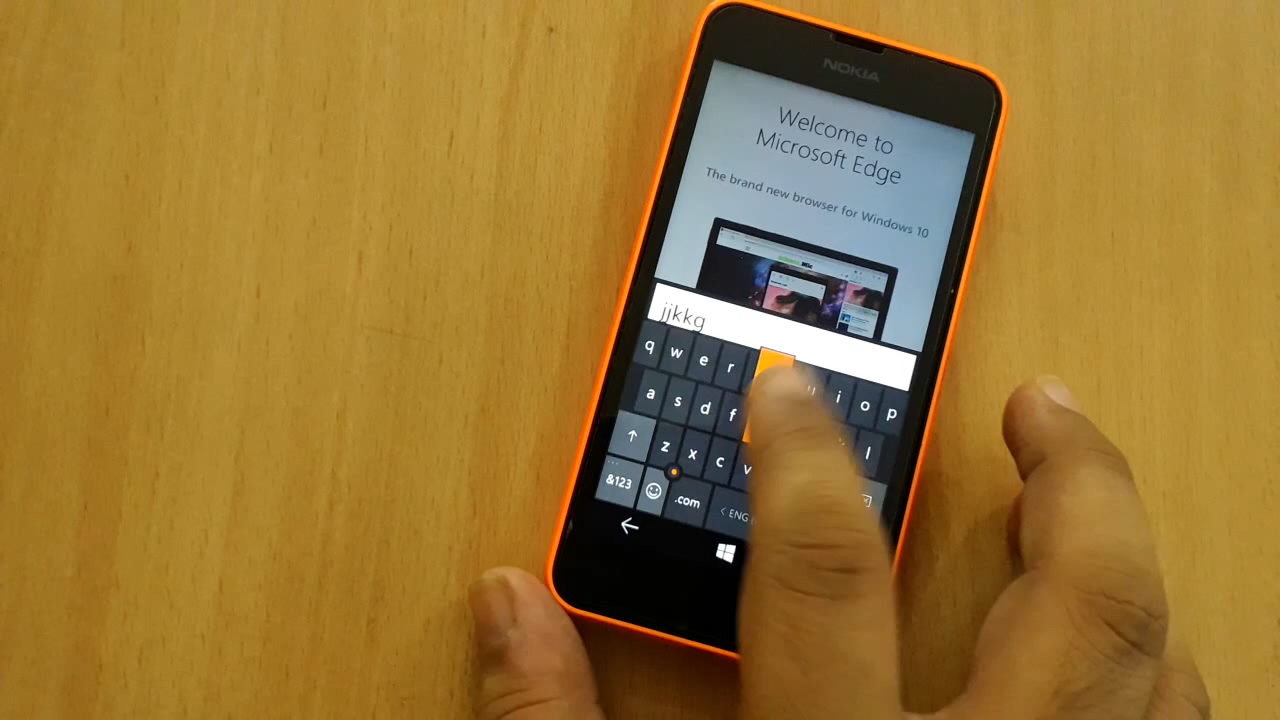 NOKIA
Welcome to
Microsoft Edge
The brand new browser for Windows 10
jjkkg
q w e r u i o p
a s d f l
z x c v
&123 .com < ENG